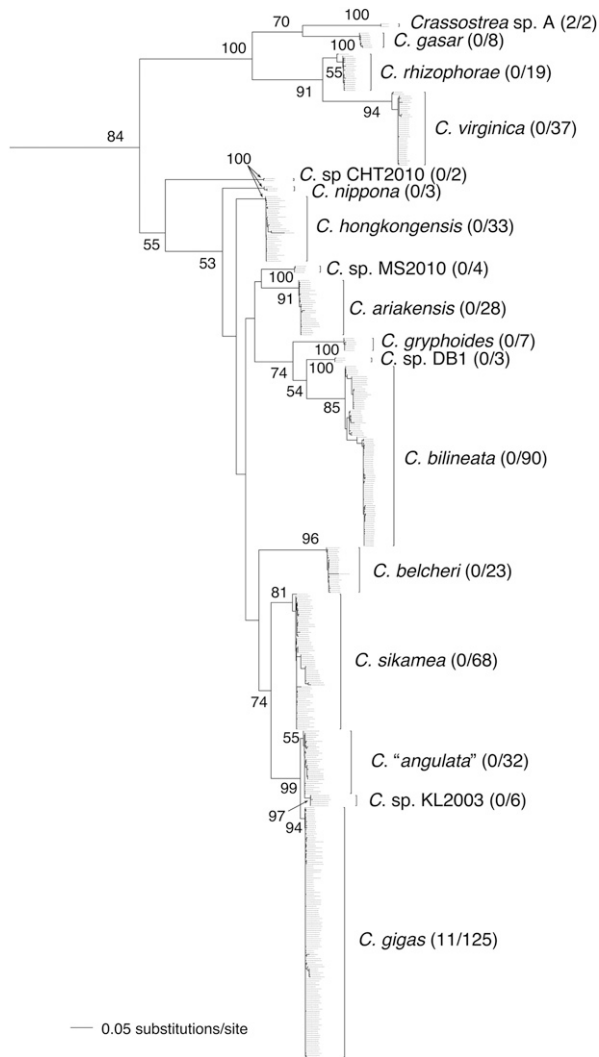 100
70
Crassostrea sp. A (2/2)
100
C. gasar (0/8)
100
55
C. rhizophorae (0/19)
91
94
C. virginica (0/37)
84
100
C. sp CHT2010 (0/2)
C. nippona (0/3)
C. hongkongensis (0/33)
55
53
C. sp. MS2010 (0/4)
100
91
C. ariakensis (0/28)
C. gryphoides (0/7)
100
C. sp. DB1 (0/3)
74
100
54
85
C. bilineata (0/90)
96
C. belcheri (0/23)
81
C. sikamea (0/68)
74
55
C. “angulata” (0/32)
99
C. sp. KL2003 (0/6)
97
94
C. gigas (11/125)
0.05 substitutions/site